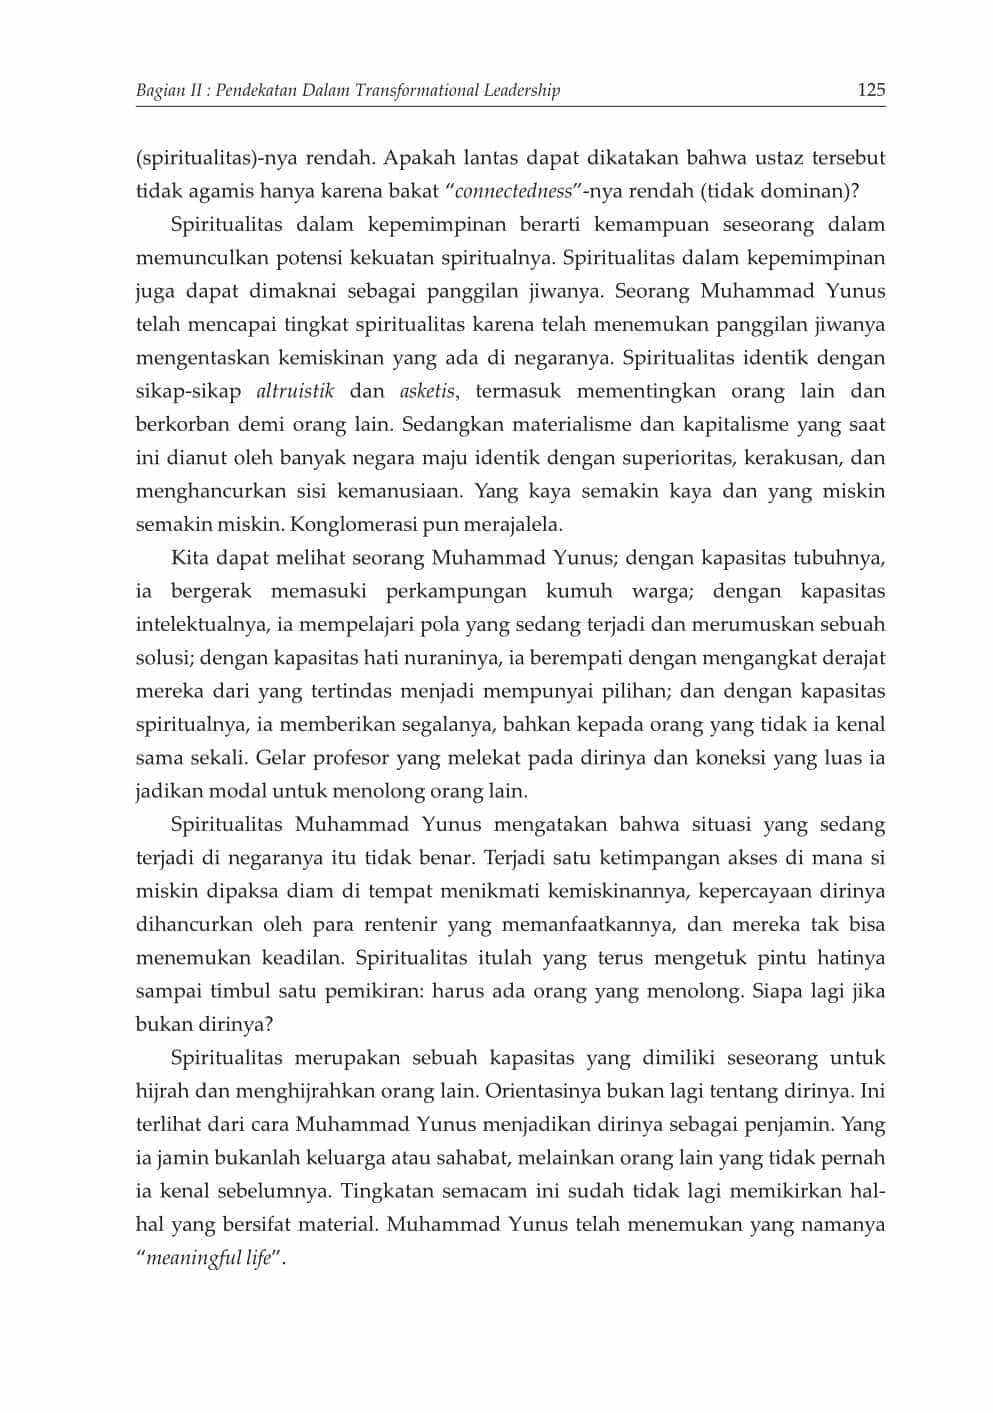 Bagian II : Pendekatan Dalam Transformational Leadership 125
(spiritualitas)-nya rendah. Apakah lantas dapat dikatakan bahwa ustaz tersebut
tidak agamis hanya karena bakat “connectedness”-nya rendah (tidak dominan)?
Spiritualitas dalam kepemimpinan berarti kemampuan seseorang dalam
memunculkan potensi kekuatan spiritualnya. Spiritualitas dalam kepemimpinan
juga dapat dimaknai sebagai panggilan jiwanya. Seorang Muhammad Yunus
telah mencapai tingkat spiritualitas karena telah menemukan panggilan jiwanya
mengentaskan kemiskinan yang ada di negaranya. Spiritualitas identik dengan
sikap-sikap altruistik dan asketis, termasuk mementingkan orang lain dan
berkorban demi orang lain. Sedangkan materialisme dan kapitalisme yang saat
ini dianut oleh banyak negara maju identik dengan superioritas, kerakusan, dan
menghancurkan sisi kemanusiaan. Yang kaya semakin kaya dan yang miskin
semakin miskin. Konglomerasi pun merajalela.
Kita dapat melihat seorang Muhammad Yunus; dengan kapasitas tubuhnya,
ia bergerak memasuki perkampungan kumuh warga; dengan kapasitas
intelektualnya, ia mempelajari pola yang sedang terjadi dan merumuskan sebuah
solusi; dengan kapasitas hati nuraninya, ia berempati dengan mengangkat derajat
mereka dari yang tertindas menjadi mempunyai pilihan; dan dengan kapasitas
spiritualnya, ia memberikan segalanya, bahkan kepada orang yang tidak ia kenal
sama sekali. Gelar profesor yang melekat pada dirinya dan koneksi yang luas ia
jadikan modal untuk menolong orang lain.
Spiritualitas Muhammad Yunus mengatakan bahwa situasi yang sedang
terjadi di negaranya itu tidak benar. Terjadi satu ketimpangan akses di mana si
miskin dipaksa diam di tempat menikmati kemiskinannya, kepercayaan dirinya
dihancurkan oleh para rentenir yang memanfaatkannya, dan mereka tak bisa
menemukan keadilan. Spiritualitas itulah yang terus mengetuk pintu hatinya
sampai timbul satu pemikiran: harus ada orang yang menolong. Siapa lagi jika
bukan dirinya?
Spiritualitas merupakan sebuah kapasitas yang dimiliki seseorang untuk
hijrah dan menghijrahkan orang lain. Orientasinya bukan lagi tentang dirinya. Ini
terlihat dari cara Muhammad Yunus menjadikan dirinya sebagai penjamin. Yang
ia jamin bukanlah keluarga atau sahabat, melainkan orang lain yang tidak pernah
ia kenal sebelumnya. Tingkatan semacam ini sudah tidak lagi memikirkan hal-
hal yang bersifat material. Muhammad Yunus telah menemukan yang namanya
“meaningful life”.